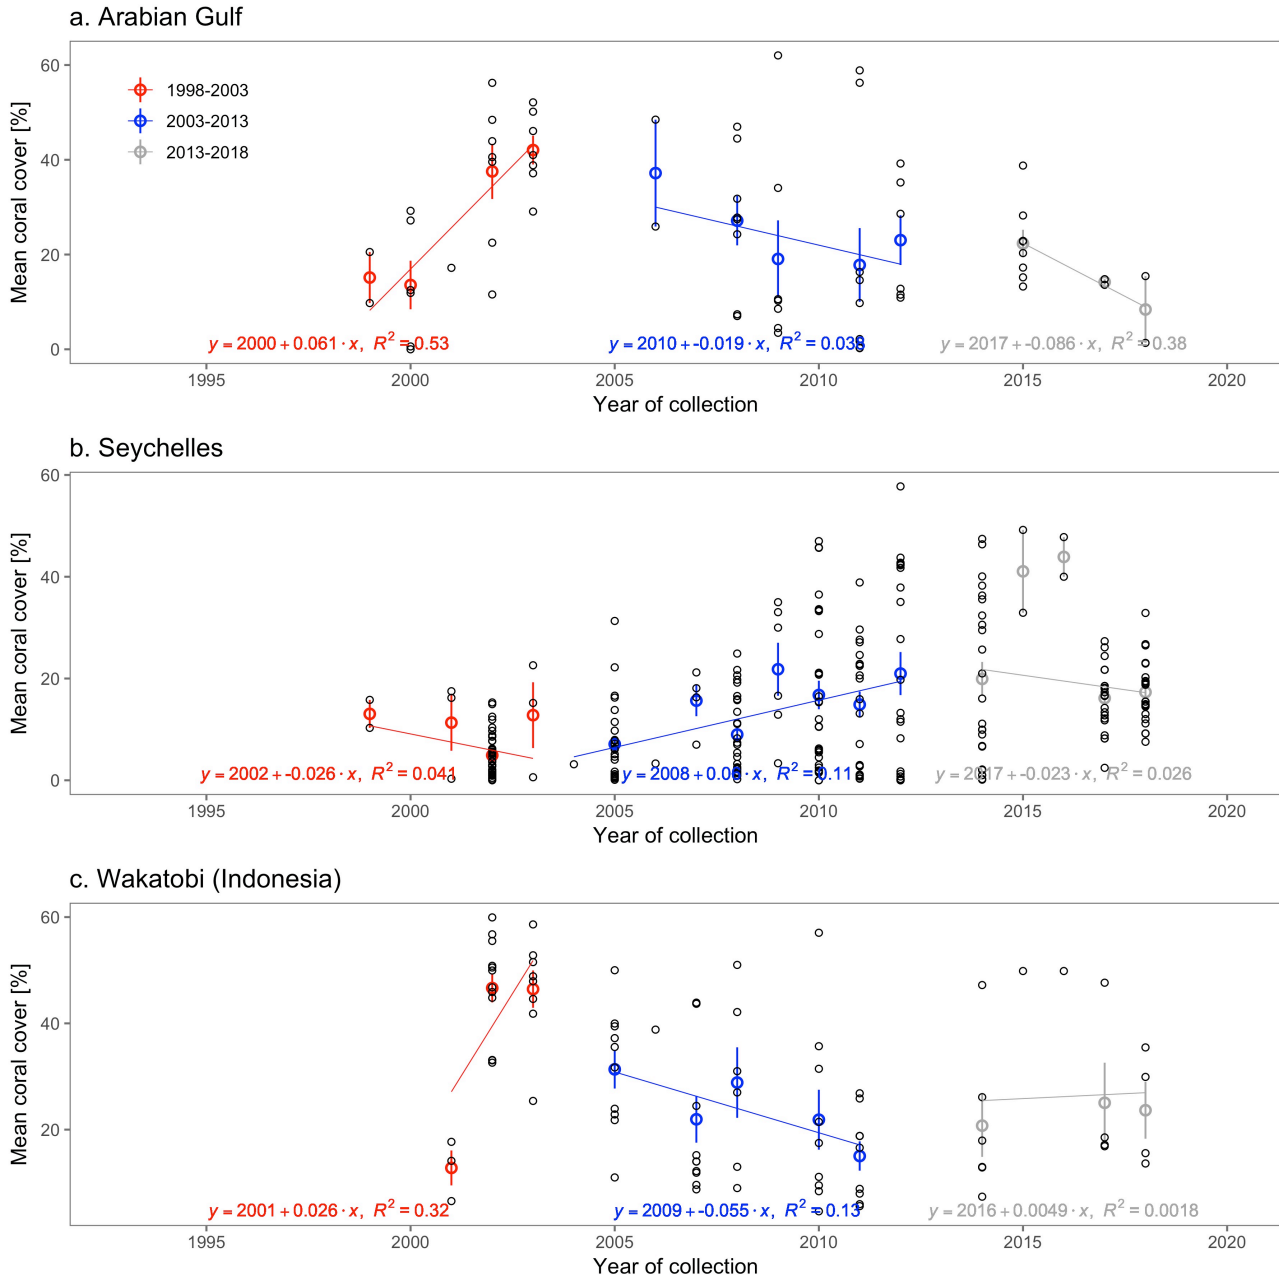 a. Arabian Gulf
Mean coral cover [%]
60
40
20
0
1998-2003
2003-2013
2013-2018
y = 2000 + 0.061 · x, R² = 0.53
y = 2010 + -0.019 · x, R² = 0.038
y = 2017 + -0.086 · x, R² = 0.38
1995 2000 2005 2010 2015 2020
Year of collection
b. Seychelles
Mean coral cover [%]
60
40
20
0
y = 2002 + -0.026 · x, R² = 0.041
y = 2008 + 0.06 · x, R² = 0.11
y = 2017 + -0.023 · x, R² = 0.026
1995 2000 2005 2010 2015 2020
Year of collection
c. Wakatobi (Indonesia)
Mean coral cover [%]
60
40
20
y = 2001 + 0.026 · x, R² = 0.32
y = 2009 + -0.055 · x, R² = 0.13
y = 2016 + 0.0049 · x, R² = 0.0018
1995 2000 2005 2010 2015 2020
Year of collection